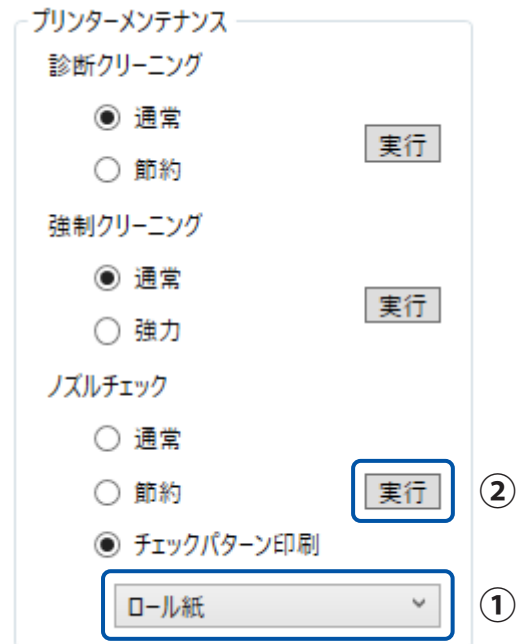 プリンターメンテナンス
診断クリーニング
通常
実行
節約
強制クリーニング
通常
実行
強力
ノズルチェック
通常
節約 実行 ②
チェックパターン印刷
ロール紙 ①